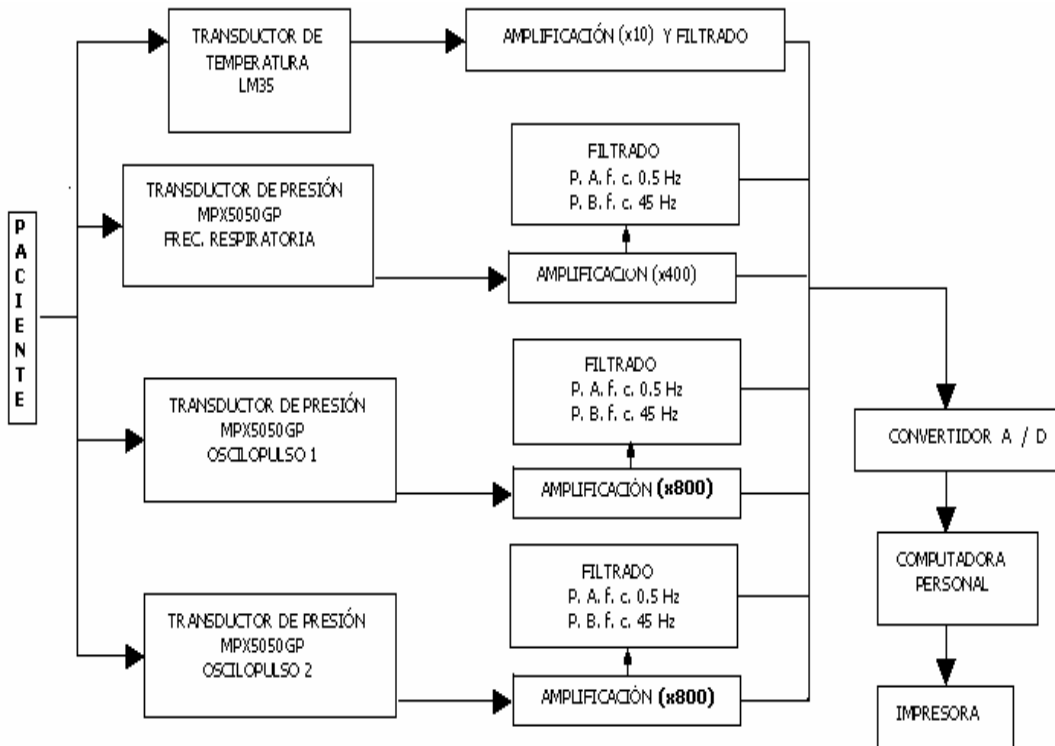 PACIENTE
TRANSDUCTOR DE
TEMPERATURA
LM35
AMPLIFICACIÓN (x10) Y FILTRADO
TRANSDUCTOR DE PRESIÓN
MPX5050GP
FREC. RESPIRATORIA
FILTRADO
P. A. f. c. 0.5 Hz
P. B. f. c. 45 Hz
AMPLIFICACION (x400)
TRANSDUCTOR DE PRESIÓN
MPX5050GP
OSCILOPULSO 1
FILTRADO
P. A. f. c. 0.5 Hz
P. B. f. c. 45 Hz
AMPLIFICACIÓN (x800)
TRANSDUCTOR DE PRESIÓN
MPX5050GP
OSCILOPULSO 2
FILTRADO
P. A. f. c. 0.5 Hz
P. B. f. c. 45 Hz
AMPLIFICACIÓN (x800)
CONVERTIDOR A / D
COMPUTADORA
PERSONAL
IMPRESORA